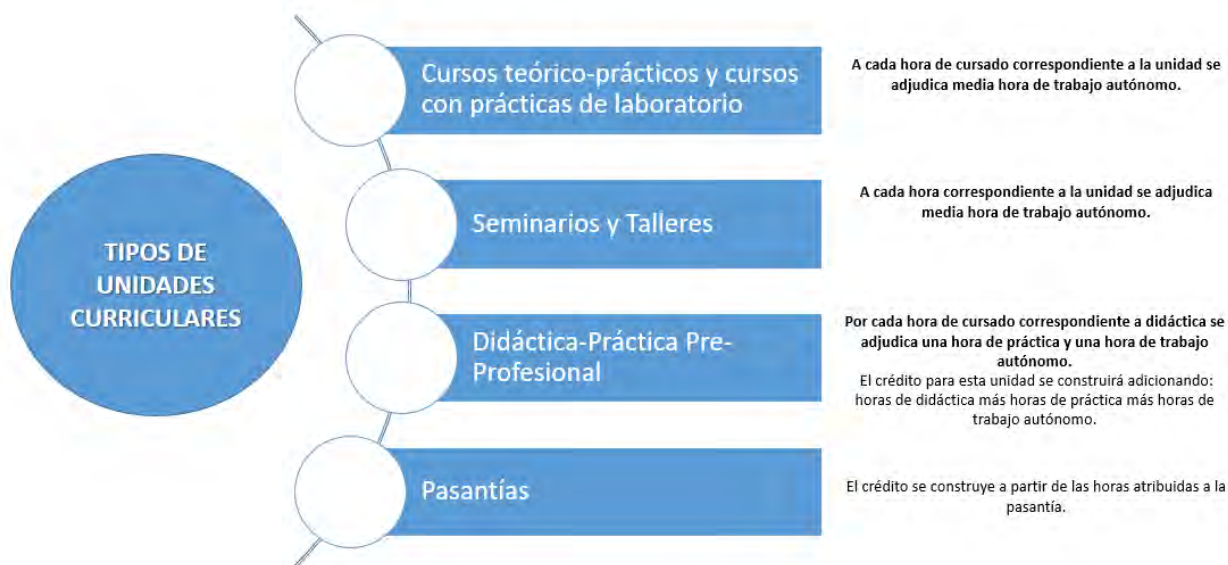 TIPOS DE
UNIDADES
CURRICULARES
Cursos teórico-prácticos y cursos
con prácticas de laboratorio
A cada hora de cursado correspondiente a la unidad se
adjudica media hora de trabajo autónomo.
Seminarios y Talleres
A cada hora correspondiente a la unidad se adjudica
media hora de trabajo autónomo.
Didáctica-Práctica Pre-
Profesional
Por cada hora de cursado correspondiente a didáctica se
adjudica una hora de práctica y una hora de trabajo
autónomo.
El crédito para esta unidad se construirá adicionando:
horas de didáctica más horas de práctica más horas de
trabajo autónomo.
Pasantías
El crédito se construye a partir de las horas atribuidas a la
pasantía.